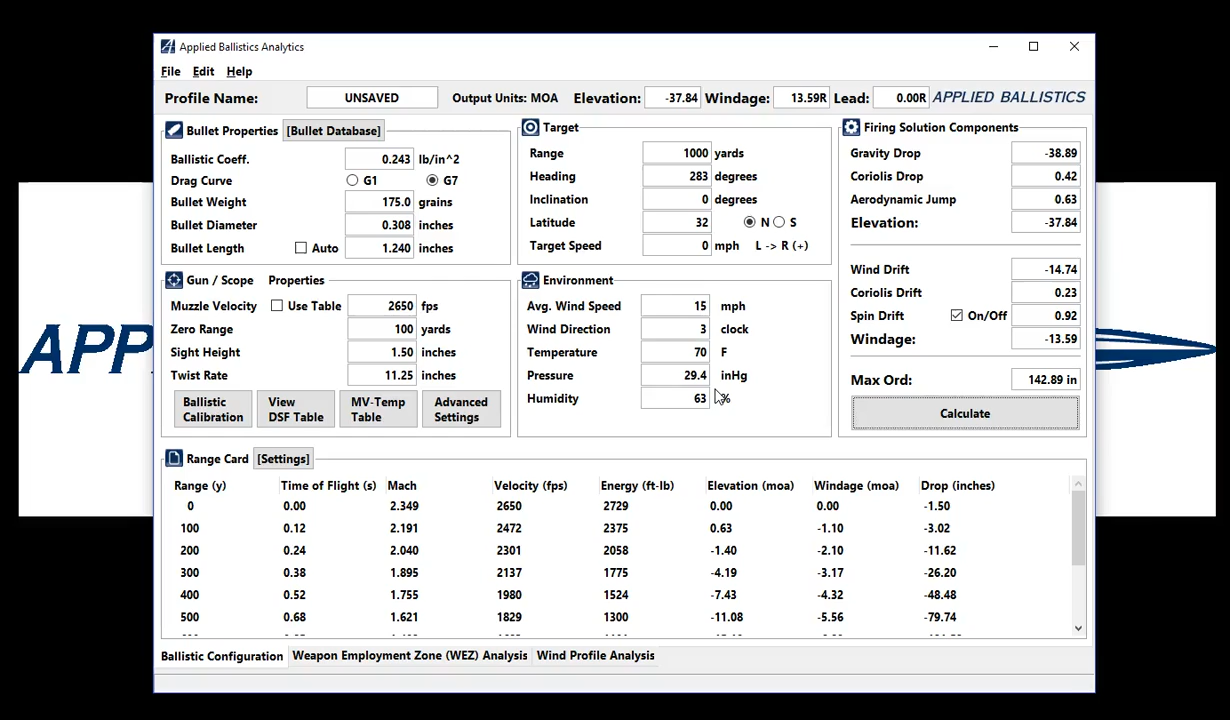 Applied Ballistics Analytics
File Edit Help
Profile Name: UNSAVED Output Units: MOA Elevation: -37.84 Windage: 13.59R Lead: 0.00R APPLIED BALLISTICS
Bullet Properties [Bullet Database]
Ballistic Coeff. 0.243 lb/in^2
Drag Curve G1 G7
Bullet Weight 175.0 grains
Bullet Diameter 0.308 inches
Bullet Length Auto 1.240 inches
Target
Range 1000 yards
Heading 283 degrees
Inclination 0 degrees
Latitude 32 N S
Target Speed 0 mph L -> R (+)
Firing Solution Components
Gravity Drop -38.89
Coriolis Drop 0.42
Aerodynamic Jump 0.63
Elevation: -37.84
Wind Drift -14.74
Coriolis Drift 0.23
Spin Drift On/Off 0.92
Windage: -13.59
Max Ord: 142.89 in
Calculate
Gun / Scope Properties
Muzzle Velocity Use Table 2650 fps
Zero Range 100 yards
Sight Height 1.50 inches
Twist Rate 11.25 inches
Ballistic Calibration View DSF Table MV-Temp Table Advanced Settings
Environment
Avg. Wind Speed 15 mph
Wind Direction 3 clock
Temperature 70 F
Pressure 29.4 inHg
Humidity 63 %
APP
Range Card [Settings]
Range (y) Time of Flight (s) Mach Velocity (fps) Energy (ft-lb) Elevation (moa) Windage (moa) Drop (inches)
0 0.00 2.349 2650 2729 0.00 0.00 -1.50
100 0.12 2.191 2472 2375 0.63 -1.10 -3.02
200 0.24 2.040 2301 2058 -1.40 -2.10 -11.62
300 0.38 1.895 2137 1775 -4.19 -3.17 -26.20
400 0.52 1.755 1980 1524 -7.43 -4.32 -48.48
500 0.68 1.621 1829 1300 -11.08 -5.56 -79.74
Ballistic Configuration Weapon Employment Zone (WEZ) Analysis Wind Profile Analysis